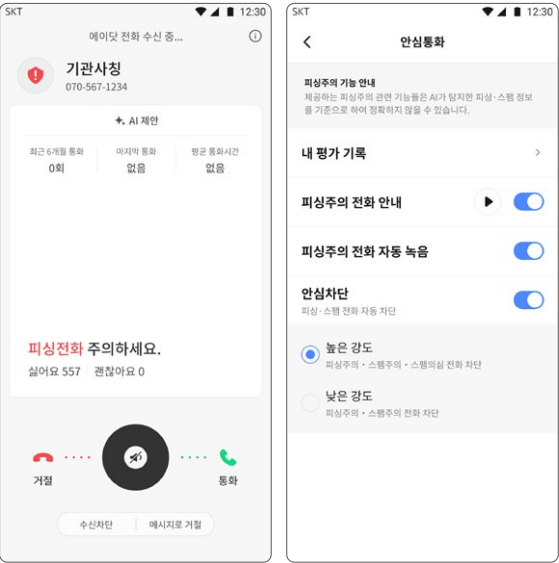 SKT
12:30
에이닷 전화 수신 중...
기관사칭
070-567-1234
AI 제안
최근 6개월 통화
마지막 통화
평균 통화시간
0회
없음
없음
피싱전화 주의하세요.
싫어요 557
괜찮아요 0
거절
통화
수신차단
메시지로 거절
SKT
12:30
안심통화
피싱주의 기능 안내
제공하는 피싱주의 관련 기능들은 AI가 탐지한 피싱·스팸 정보
를 기준으로 하여 정확하지 않을 수 있습니다.
내 평가 기록
피싱주의 전화 안내
피싱주의 전화 자동 녹음
안심차단
피싱·스팸 전화 자동 차단
높은 강도
피싱주의 • 스팸주의 • 스팸의심 전화 차단
낮은 강도
피싱주의 • 스팸주의 전화 차단